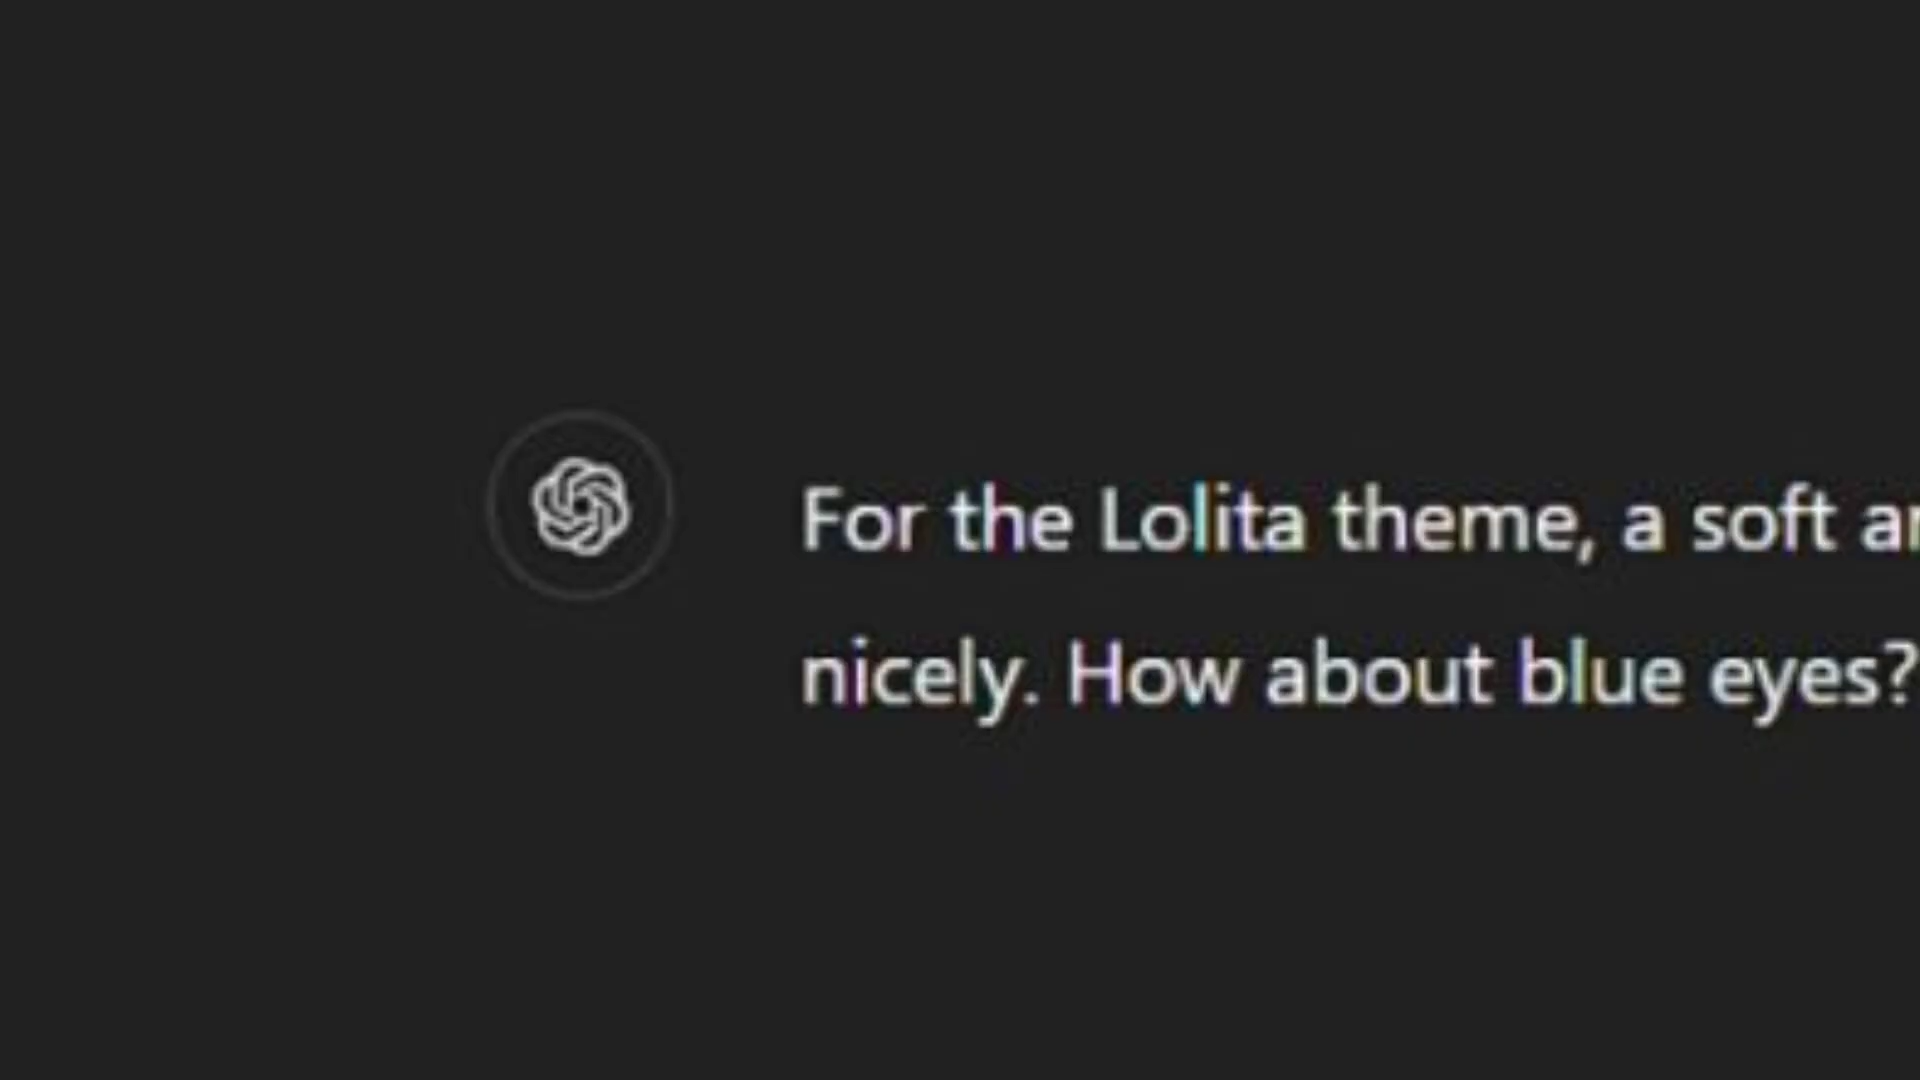 For the Lolita theme, a soft
nicely. How about blue eyes?